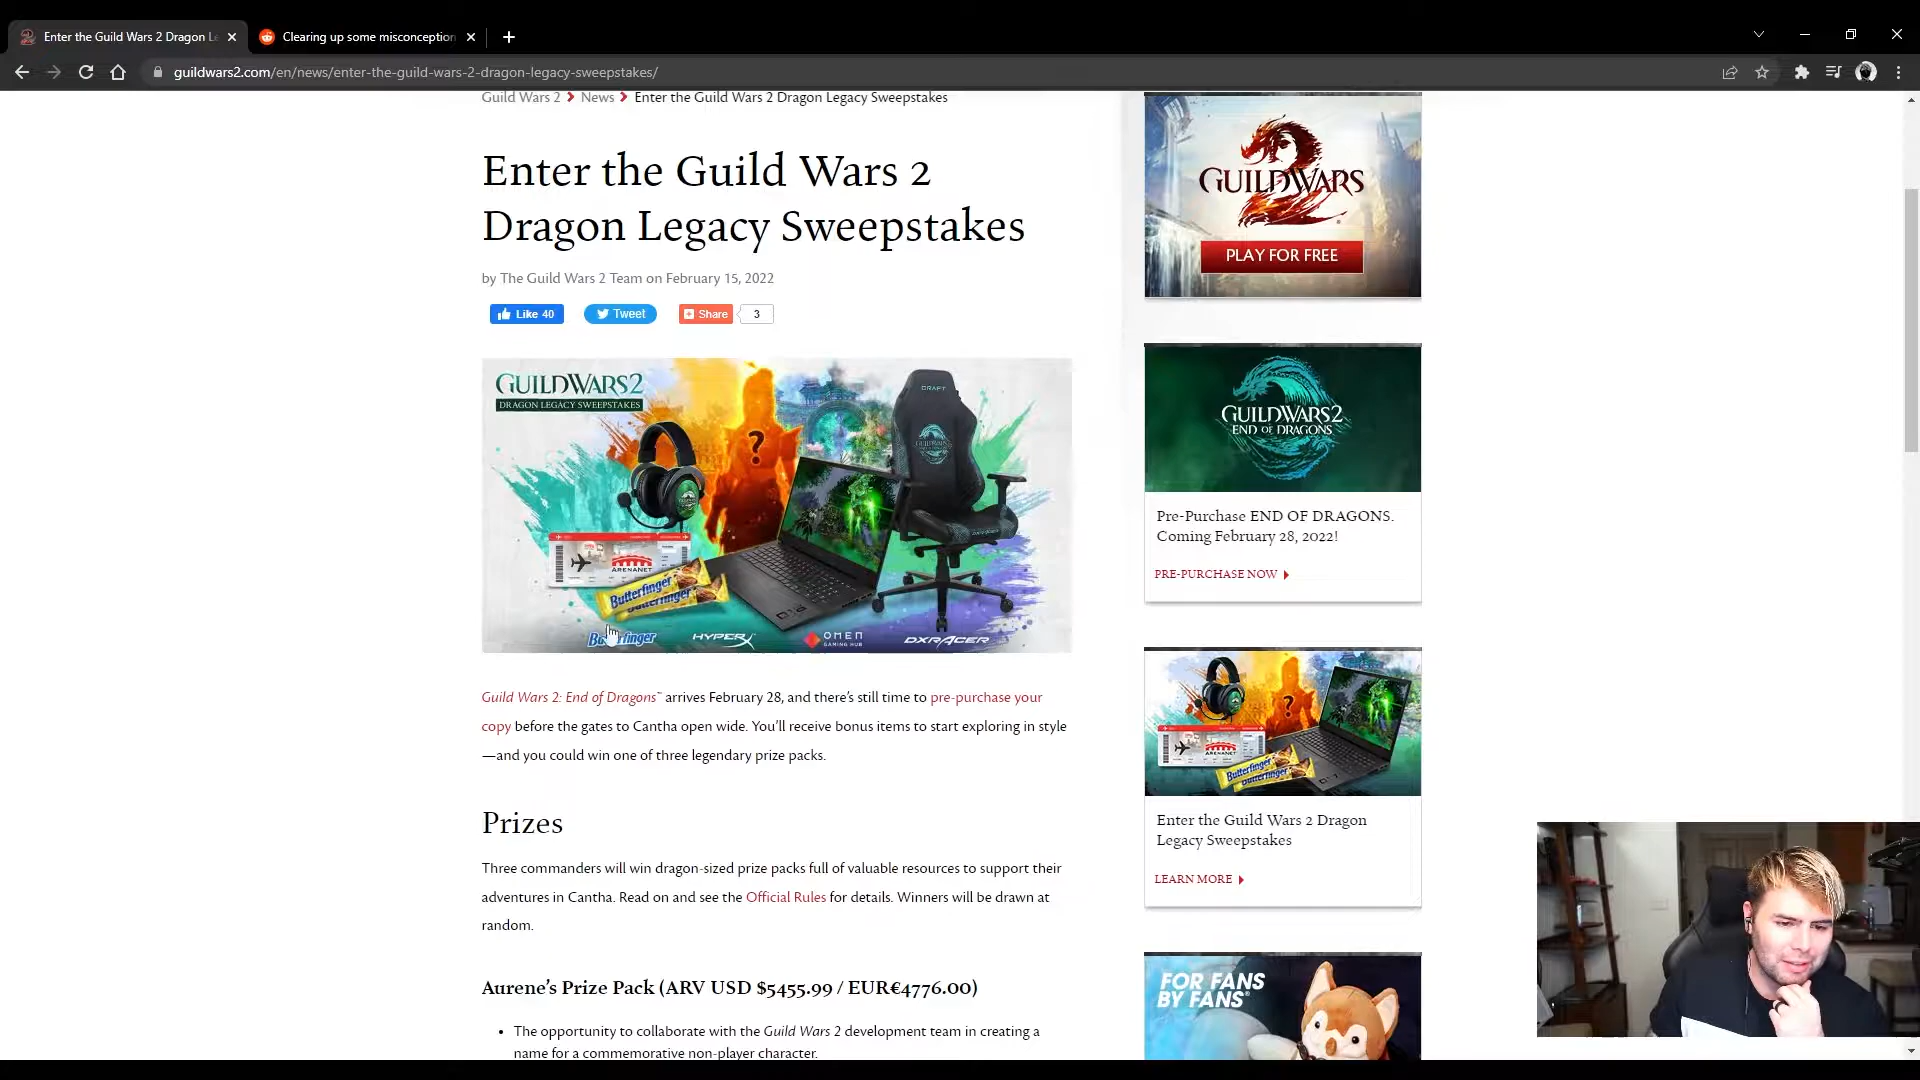 Enter the Guild Wars 2 Dragon Le
Clearing up some misconception
guildwars2.com/en/news/enter-the-guild-wars-2-dragon-legacy-sweepstakes/
Guild Wars 2 News Enter the Guild Wars 2 Dragon Legacy Sweepstakes
Enter the Guild Wars 2
Dragon Legacy Sweepstakes
by The Guild Wars 2 Team on February 15, 2022
Like 40 Tweet Share 3
GUILDWARS2
DRAGON LEGACY SWEEPSTAKES
?
CRAFT
ARENANET
Butterfinger
Butterfinger
HYPERX
OMEN
GAMING HUB
DXRACER
Guild Wars 2: End of Dragons™ arrives February 28, and there’s still time to pre-purchase your
copy before the gates to Cantha open wide. You’ll receive bonus items to start exploring in style
—and you could win one of three legendary prize packs.
Prizes
Three commanders will win dragon-sized prize packs full of valuable resources to support their
adventures in Cantha. Read on and see the Official Rules for details. Winners will be drawn at
random.
Aurene’s Prize Pack (ARV USD $5455.99 / EUR€4776.00)
• The opportunity to collaborate with the Guild Wars 2 development team in creating a
name for a commemorative non-player character.
GUILDWARS
2
PLAY FOR FREE
GUILDWARS2
END OF DRAGONS
Pre-Purchase END OF DRAGONS.
Coming February 28, 2022!
PRE-PURCHASE NOW
?
ARENANET
Butterfinger
Butterfinger
Enter the Guild Wars 2 Dragon
Legacy Sweepstakes
LEARN MORE
FOR FANS
BY FANS